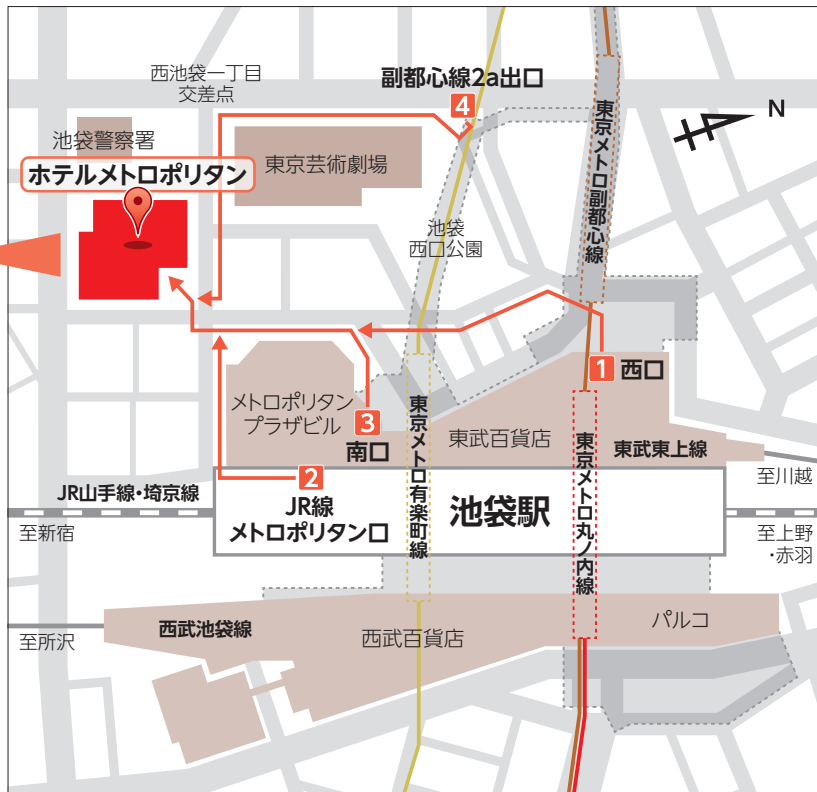 西池袋一丁目
交差点
副都心線2a出口
4
N
池袋警察署
ホテルメトロポリタン
東京芸術劇場
東京メトロ副都心線
池袋
西口公園
1
西口
メトロポリタン
プラザビル
3
南口
東武百貨店
東武東上線
東京メトロ有楽町線
東京メトロ丸ノ内線
2
JR線
メトロポリタン口
池袋駅
JR山手線・埼京線
至川越
至新宿
至上野
・赤羽
至所沢
西武池袋線
西武百貨店
パルコ